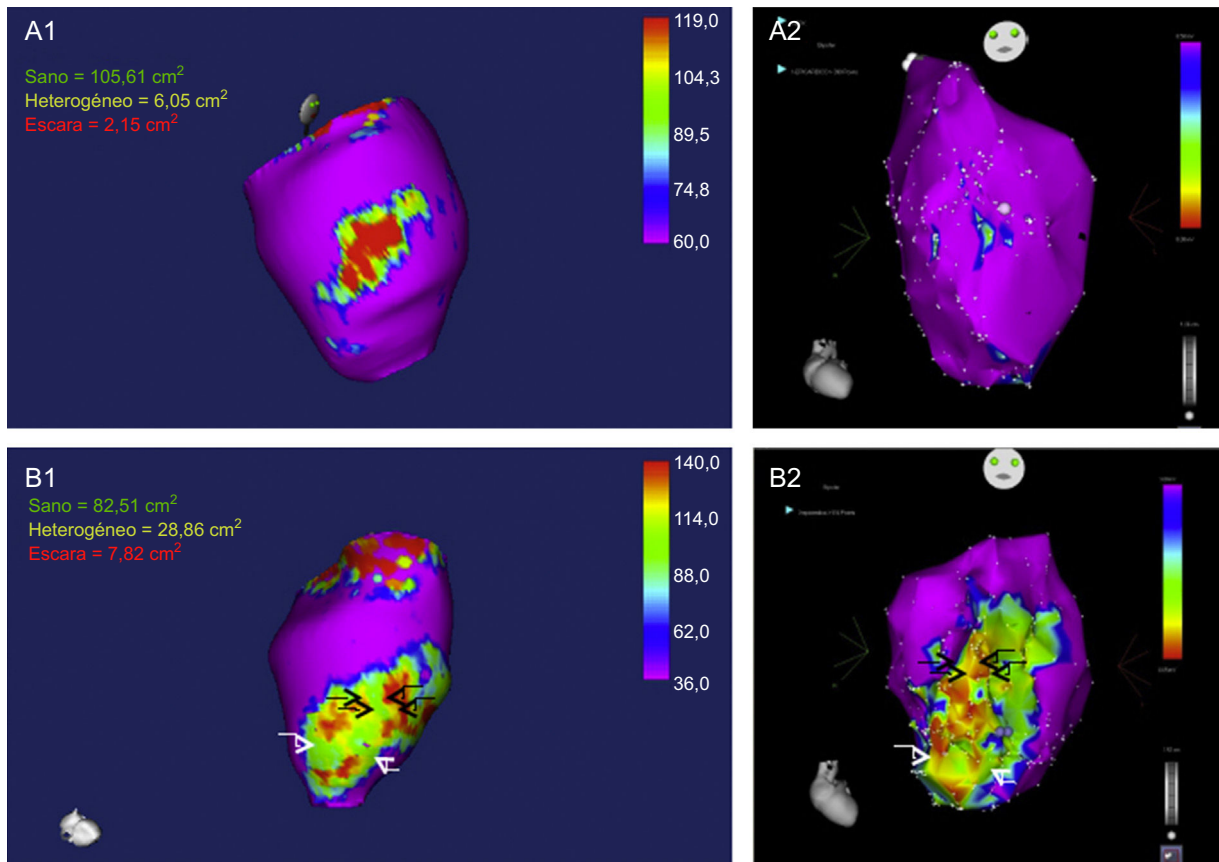 A1
Sano = 105,61 cm²
Heterogéneo = 6,05 cm²
Escara = 2,15 cm²
119,0
104,3
89,5
74,8
60,0
A2
Bipolar
B1
Sano = 82,51 cm²
Heterogéneo = 28,86 cm²
Escara = 7,82 cm²
140,0
114,0
88,0
62,0
36,0
B2
Bipolar